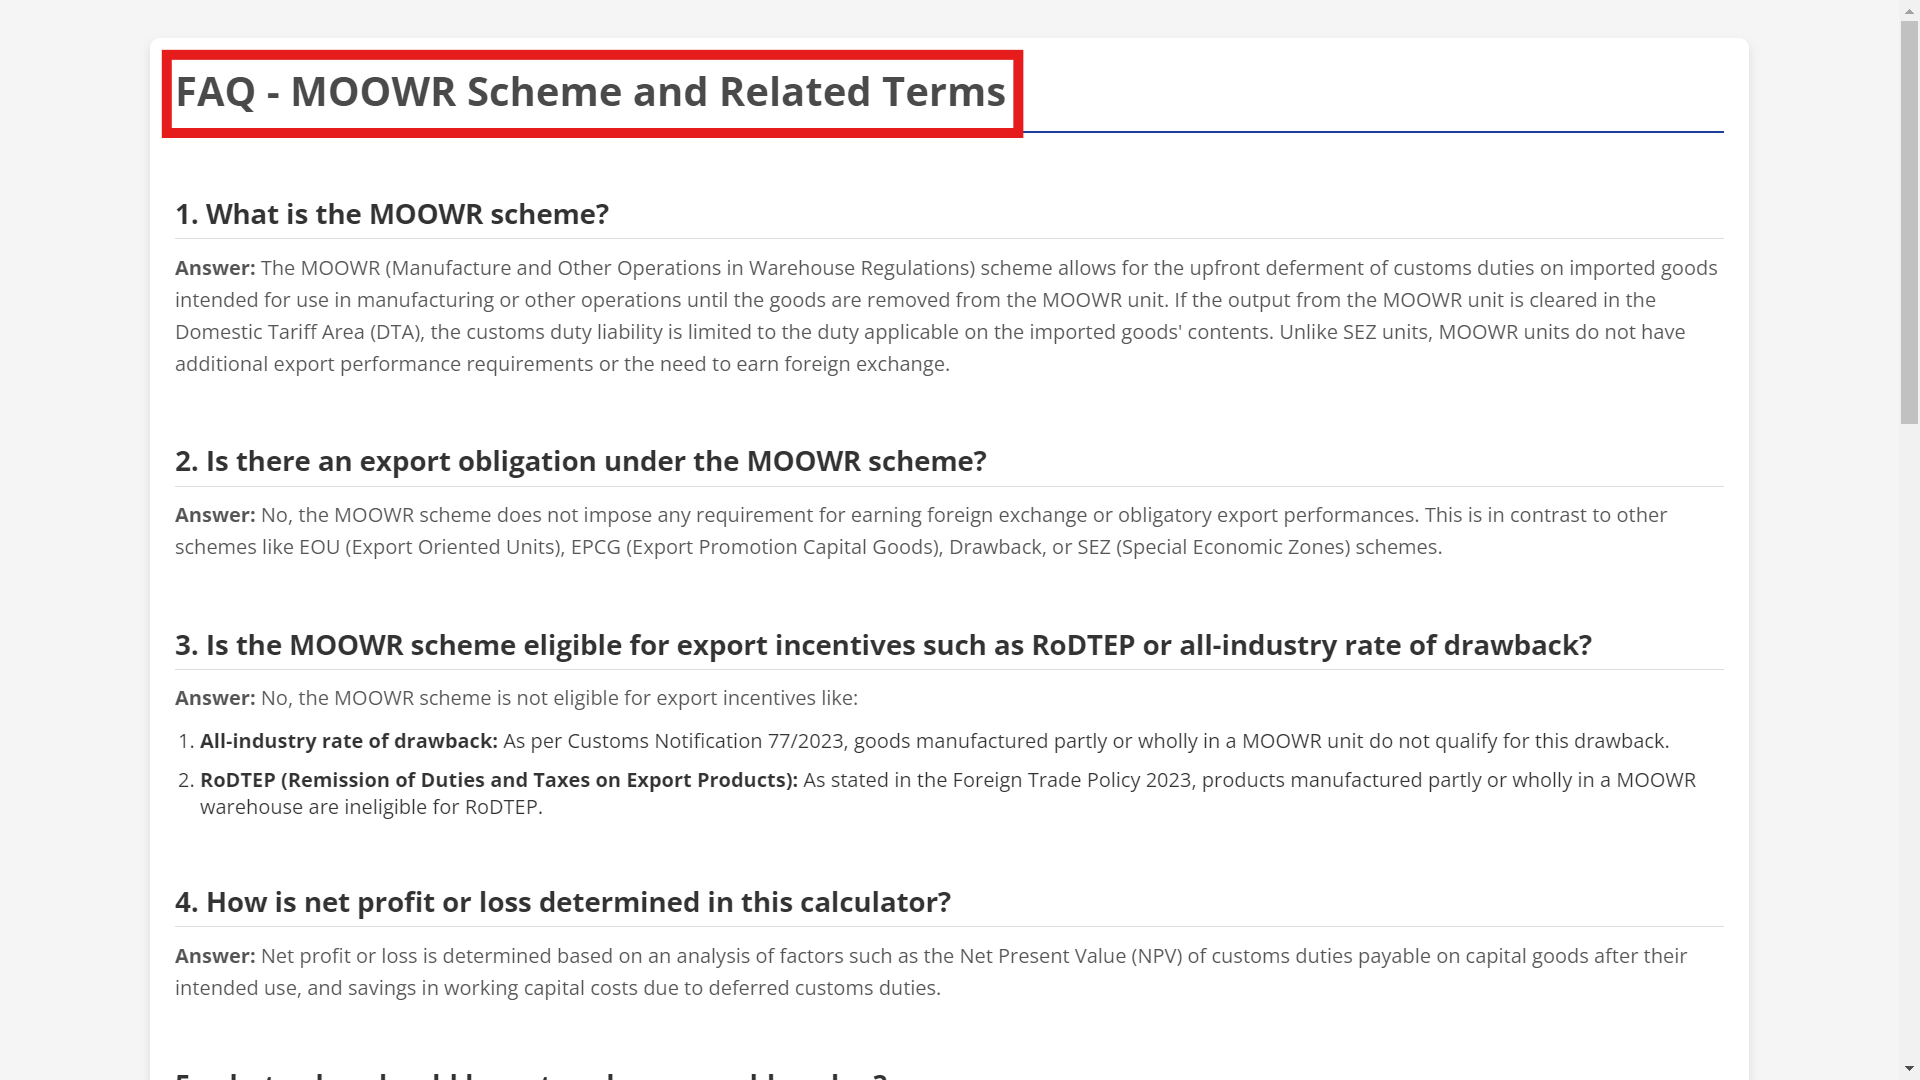 FAQ - MOOWR Scheme and Related Terms
1. What is the MOOWR scheme?
Answer: The MOOWR (Manufacture and Other Operations in Warehouse Regulations) scheme allows for the upfront deferment of customs duties on imported goods
intended for use in manufacturing or other operations until the goods are removed from the MOOWR unit. If the output from the MOOWR unit is cleared in the
Domestic Tariff Area (DTA), the customs duty liability is limited to the duty applicable on the imported goods' contents. Unlike SEZ units, MOOWR units do not have
additional export performance requirements or the need to earn foreign exchange.
2. Is there an export obligation under the MOOWR scheme?
Answer: No, the MOOWR scheme does not impose any requirement for earning foreign exchange or obligatory export performances. This is in contrast to other
schemes like EOU (Export Oriented Units), EPCG (Export Promotion Capital Goods), Drawback, or SEZ (Special Economic Zones) schemes.
3. Is the MOOWR scheme eligible for export incentives such as RoDTEP or all-industry rate of drawback?
Answer: No, the MOOWR scheme is not eligible for export incentives like:
1. All-industry rate of drawback: As per Customs Notification 77/2023, goods manufactured partly or wholly in a MOOWR unit do not qualify for this drawback.
2. RoDTEP (Remission of Duties and Taxes on Export Products): As stated in the Foreign Trade Policy 2023, products manufactured partly or wholly in a MOOWR
warehouse are ineligible for RoDTEP.
4. How is net profit or loss determined in this calculator?
Answer: Net profit or loss is determined based on an analysis of factors such as the Net Present Value (NPV) of customs duties payable on capital goods after their
intended use, and savings in working capital costs due to deferred customs duties.